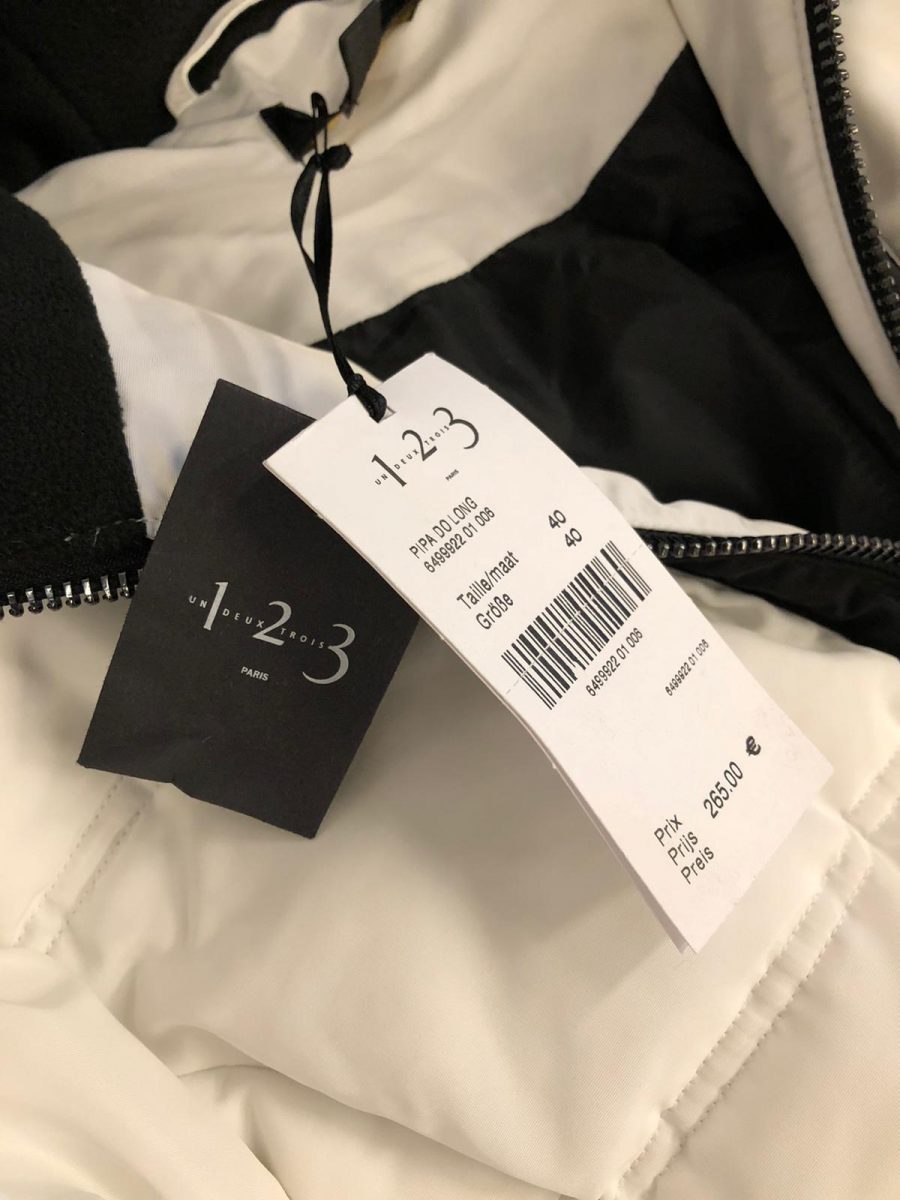 UN 1 DEUX 2 TROIS 3
PARIS
PIPA DO LONG
6499922 01 006
Taille/maat 40
Größe 40
6499922 01 006
6499922 01 006
Prix
Prijs 265.00 €
Preis
UN 1 DEUX 2 TROIS 3
PARIS